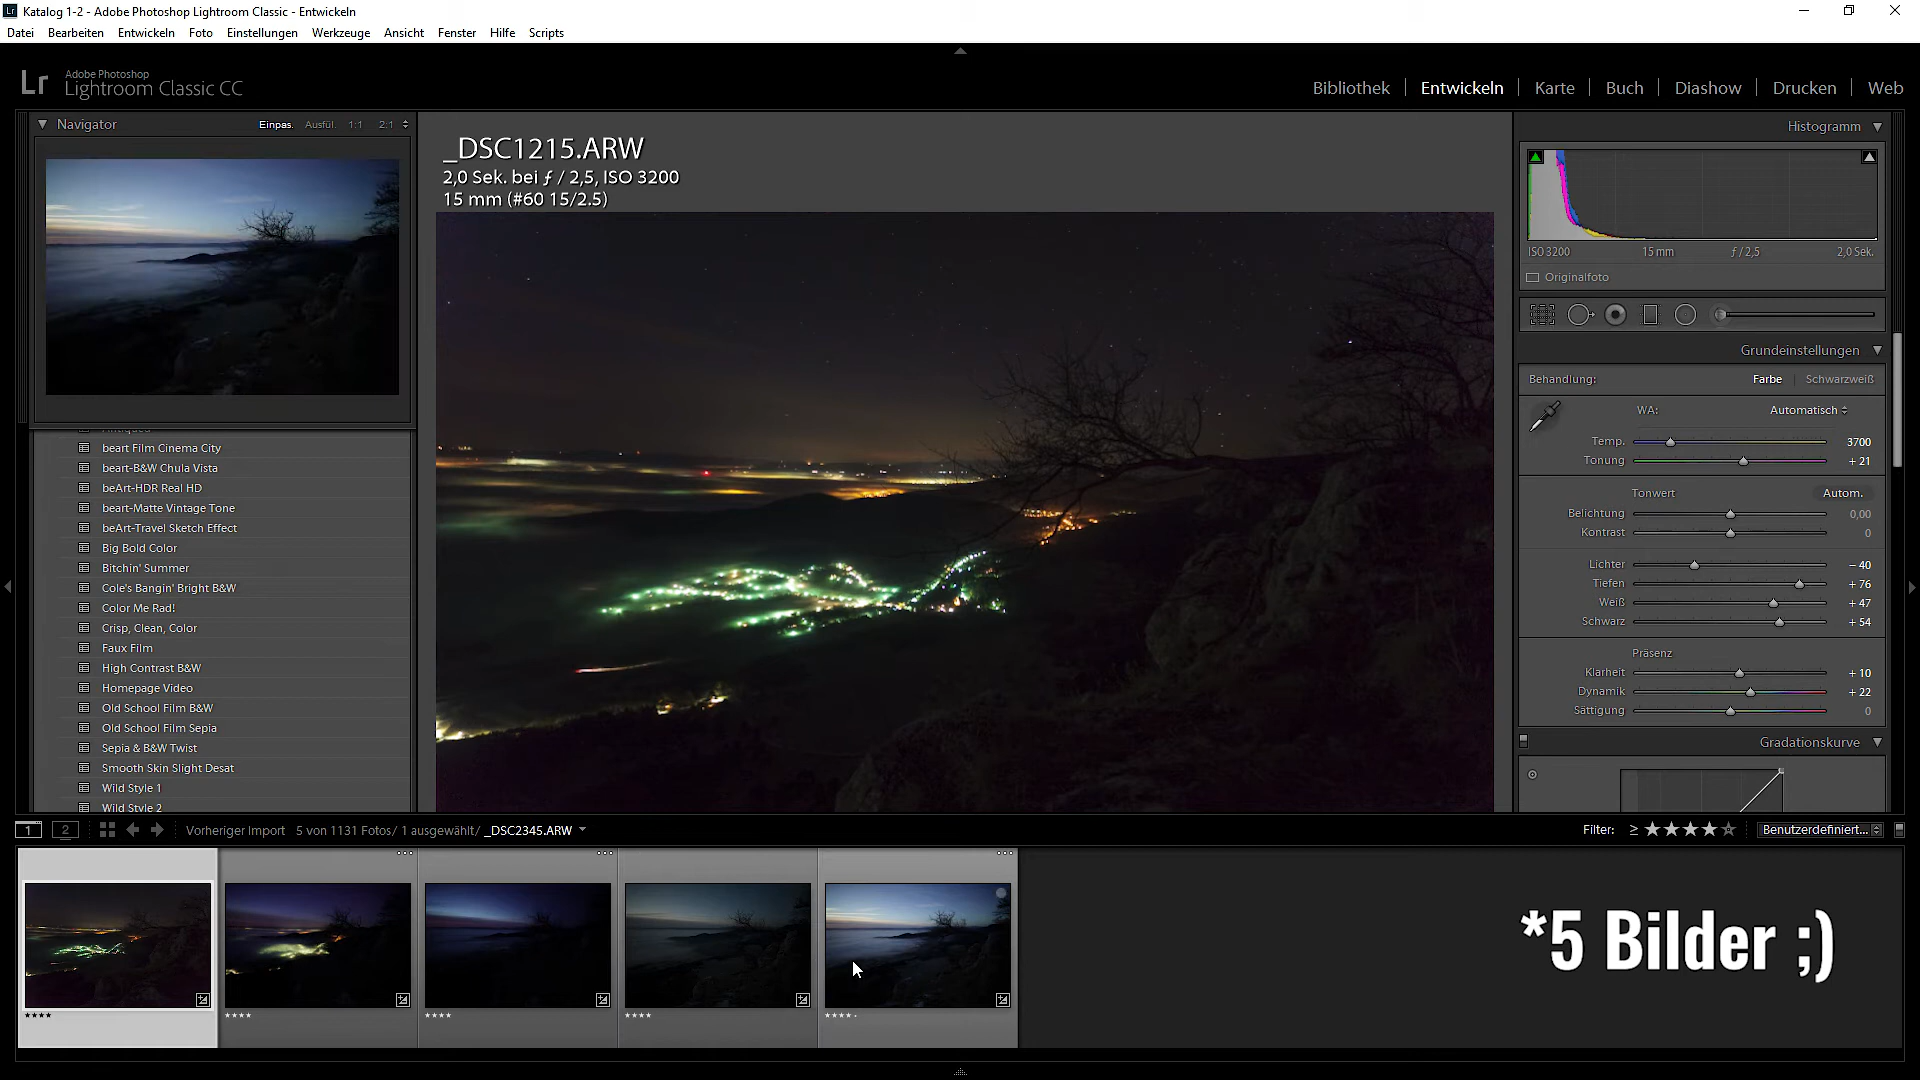 Katalog 1-2 - Adobe Photoshop Lightroom Classic - Entwickeln
Datei Bearbeiten Entwickeln Foto Einstellungen Werkzeuge Ansicht Fenster Hilfe Scripts
Lr Adobe Photoshop
Lightroom Classic CC
Bibliothek Entwickeln Karte Buch Diashow Drucken Web
Navigator Einpas. Ausfül. 1:1 2:1
beart Film Cinema City
beart-B&W Chula Vista
beArt-HDR Real HD
beart-Matte Vintage Tone
beArt-Travel Sketch Effect
Big Bold Color
Bitchin' Summer
Cole's Bangin' Bright B&W
Color Me Rad!
Crisp, Clean, Color
Faux Film
High Contrast B&W
Homepage Video
Old School Film B&W
Old School Film Sepia
Sepia & B&W Twist
Smooth Skin Slight Desat
Wild Style 1
Wild Style 2
_DSC1215.ARW
2,0 Sek. bei ƒ / 2,5, ISO 3200
15 mm (#60 15/2.5)
Histogramm
ISO 3200 15 mm ƒ / 2,5 2,0 Sek.
Originalfoto
Grundeinstellungen
Behandlung: Farbe Schwarzweiß
WA: Automatisch
Temp. 3700
Tonung + 21
Tonwert Autom.
Belichtung 0,00
Kontrast 0
Lichter – 40
Tiefen + 76
Weiß + 47
Schwarz + 54
Präsenz
Klarheit + 10
Dynamik + 22
Sättigung 0
Gradationskurve
1 2 Vorheriger Import 5 von 1131 Fotos/ 1 ausgewählt/ _DSC2345.ARW Filter: ≥ ★★★★☆ Benutzerdefiniert...
*5 Bilder ;)